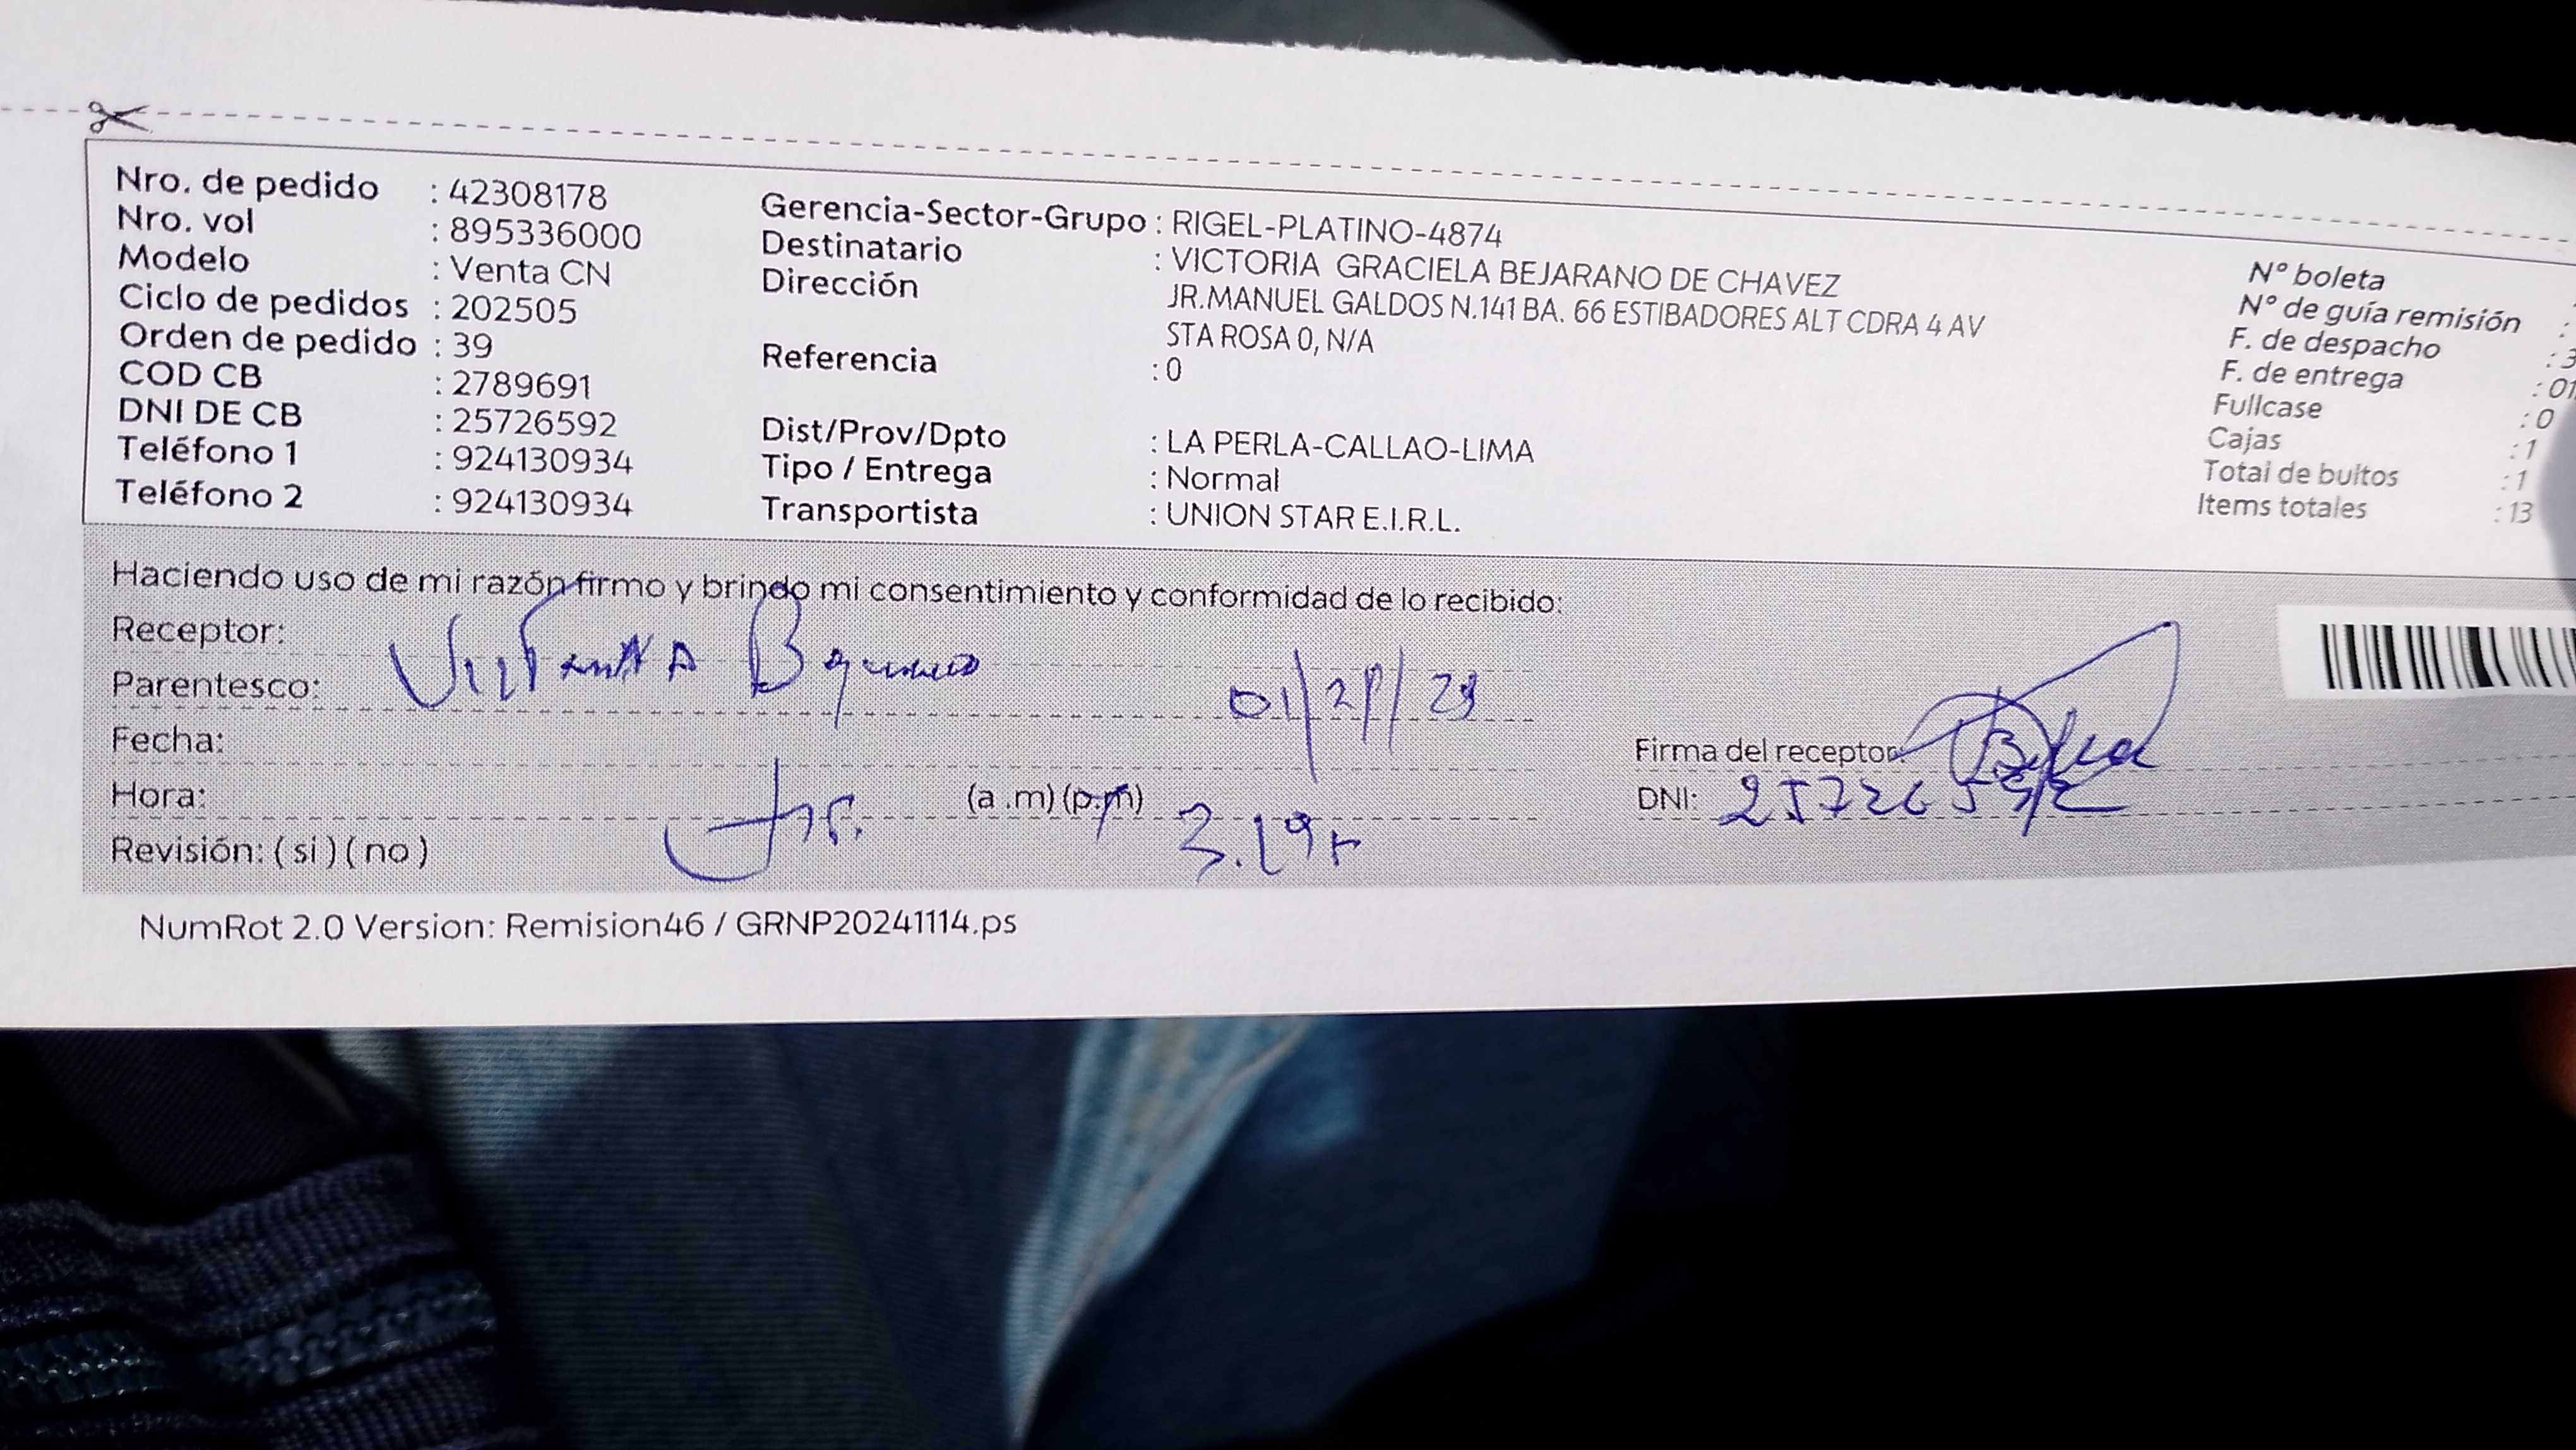 Nro. de pedido : 42308178
Nro. vol : 895336000
Modelo : Venta CN
Ciclo de pedidos : 202505
Orden de pedido : 39
COD CB : 2789691
DNI DE CB : 25726592
Teléfono 1 : 924130934
Teléfono 2 : 924130934
Gerencia-Sector-Grupo : RIGEL-PLATINO-4874
Destinatario : VICTORIA GRACIELA BEJARANO DE CHAVEZ
Dirección JR.MANUEL GALDOS N.141 BA. 66 ESTIBADORES ALT CDRA 4 AV
STA ROSA 0, N/A
Referencia : 0
Dist/Prov/Dpto : LA PERLA-CALLAO-LIMA
Tipo / Entrega : Normal
Transportista : UNION STAR E.I.R.L.
N° boleta
N° de guía remisión :
F. de despacho : 3
F. de entrega : 01
Fullcase : 0
Cajas : 1
Total de bultos : 1
Items totales : 13
Haciendo uso de mi razón firmo y brindo mi consentimiento y conformidad de lo recibido:
Receptor:
Parentesco:
Fecha:
Hora: (a .m) (p.m)
Revisión: ( si ) ( no )
Firma del receptor:
DNI: 25726592
NumRot 2.0 Version: Remision46 / GRNP20241114.ps